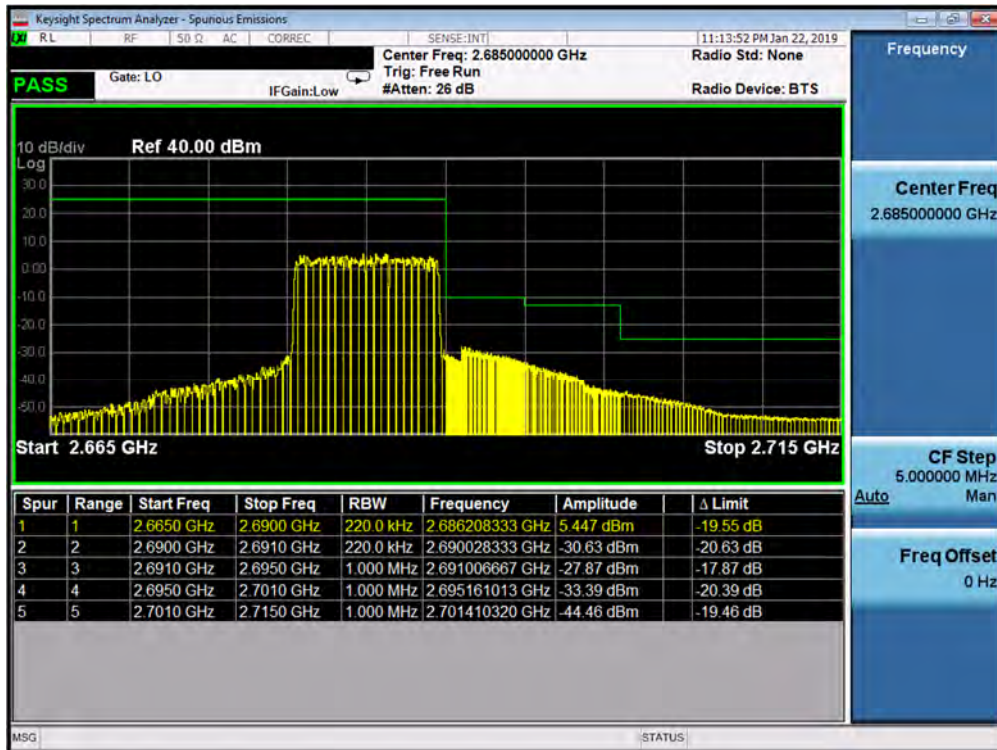 Keysight Spectrum Analyzer - Spurious Emissions
LXI RL RF 50 Ω AC CORREC SENSE:INT 11:13:52 PM Jan 22, 2019
Center Freq: 2.685000000 GHz Radio Std: None
Gate: LO Trig: Free Run
PASS IFGain:Low #Atten: 26 dB Radio Device: BTS
10 dB/div Ref 40.00 dBm
Log
30.0
20.0
10.0
0.00
-10.0
-20.0
-30.0
-40.0
-50.0
Start 2.665 GHz Stop 2.715 GHz
Spur Range Start Freq Stop Freq RBW Frequency Amplitude Δ Limit
1 1 2.6650 GHz 2.6900 GHz 220.0 kHz 2.686208333 GHz 5.447 dBm -19.55 dB
2 2 2.6900 GHz 2.6910 GHz 220.0 kHz 2.690028333 GHz -30.63 dBm -20.63 dB
3 3 2.6910 GHz 2.6950 GHz 1.000 MHz 2.691006667 GHz -27.87 dBm -17.87 dB
4 4 2.6950 GHz 2.7010 GHz 1.000 MHz 2.695161013 GHz -33.39 dBm -20.39 dB
5 5 2.7010 GHz 2.7150 GHz 1.000 MHz 2.701410320 GHz -44.46 dBm -19.46 dB
MSG STATUS
Frequency
Center Freq
2.685000000 GHz
CF Step
5.000000 MHz
Auto Man
Freq Offset
0 Hz